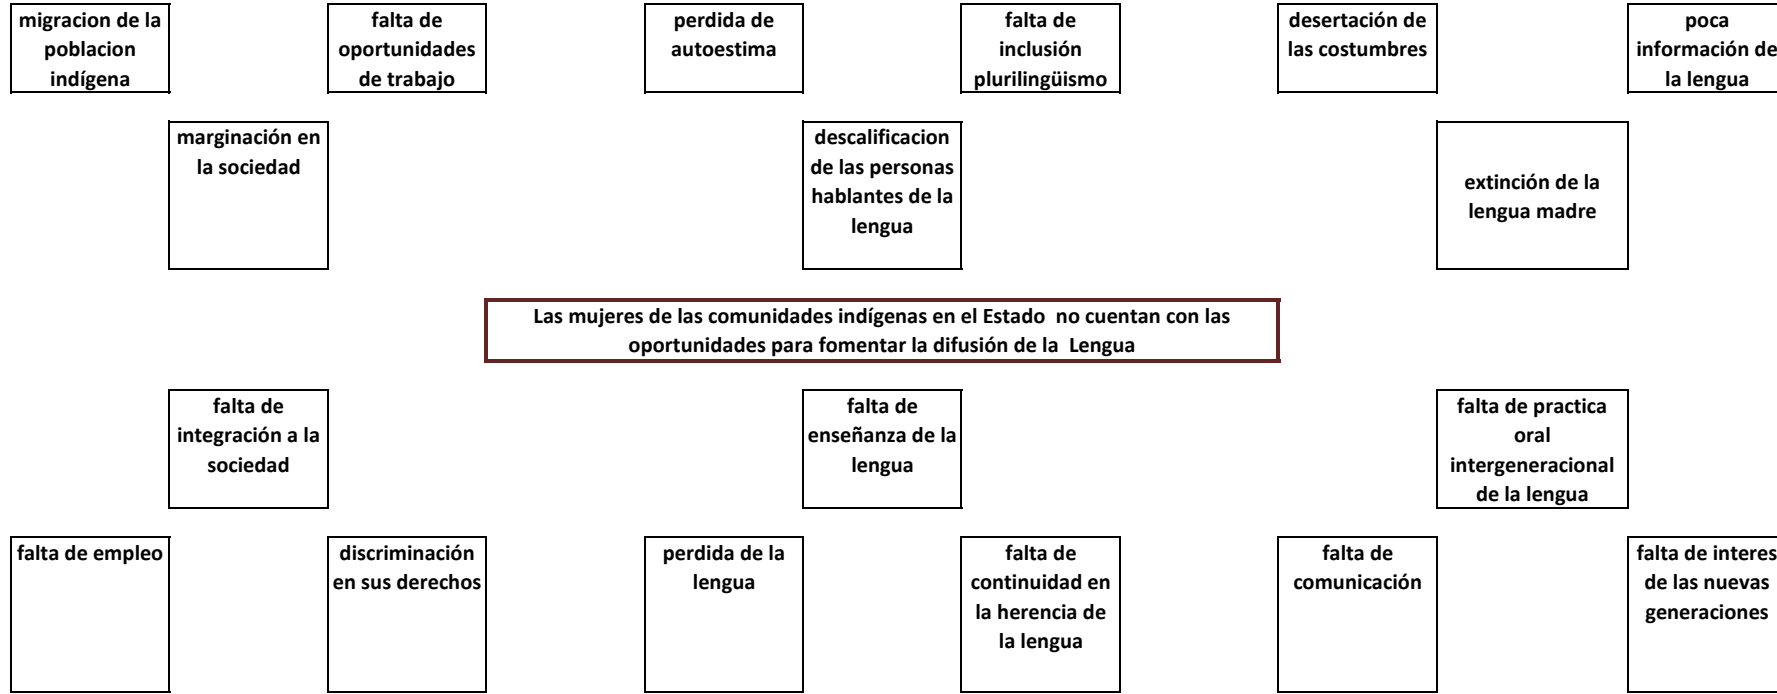 migracion de la
poblacion
indígena
falta de
oportunidades
de trabajo
perdida de
autoestima
falta de
inclusión
plurilingüismo
desertación de
las costumbres
poca
información de
la lengua
marginación en
la sociedad
descalificacion
de las personas
hablantes de la
lengua
extinción de la
lengua madre
Las mujeres de las comunidades indígenas en el Estado no cuentan con las
oportunidades para fomentar la difusión de la Lengua
falta de
integración a la
sociedad
falta de
enseñanza de la
lengua
falta de practica
oral
intergeneracional
de la lengua
falta de empleo
discriminación
en sus derechos
perdida de la
lengua
falta de
continuidad en
la herencia de
la lengua
falta de
comunicación
falta de interes
de las nuevas
generaciones